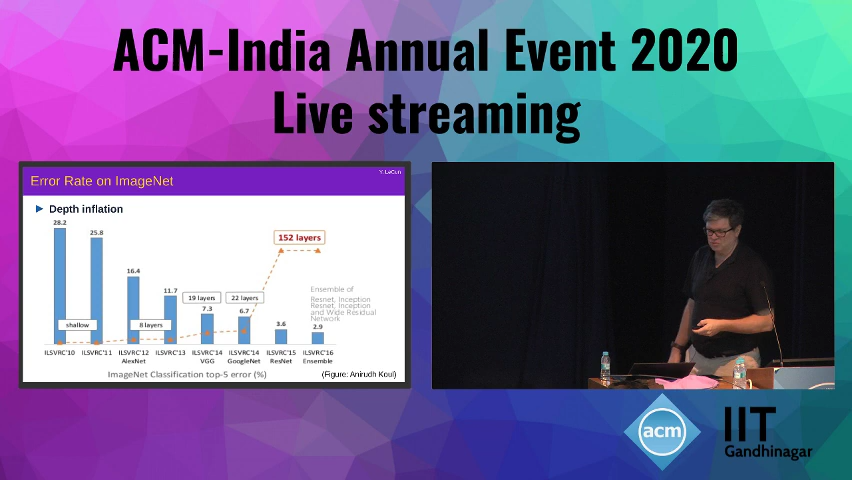 ACM-India Annual Event 2020
Live streaming
Y. LeCun
Error Rate on ImageNet
Depth inflation
28.2
25.8
152 layers
16.4
11.7
19 layers
22 layers
Ensemble of
Resnet, Inception
Resnet, Inception
and Wide Residual
Network
7.3
6.7
shallow
8 layers
3.6
2.9
ILSVRC'10
ILSVRC'11
ILSVRC'12
AlexNet
ILSVRC'13
ILSVRC'14
VGG
ILSVRC'14
GoogleNet
ILSVRC'15
ResNet
ILSVRC'16
Ensemble
ImageNet Classification top-5 error (%)
(Figure: Anirudh Koul)
acm
IIT
Gandhinagar